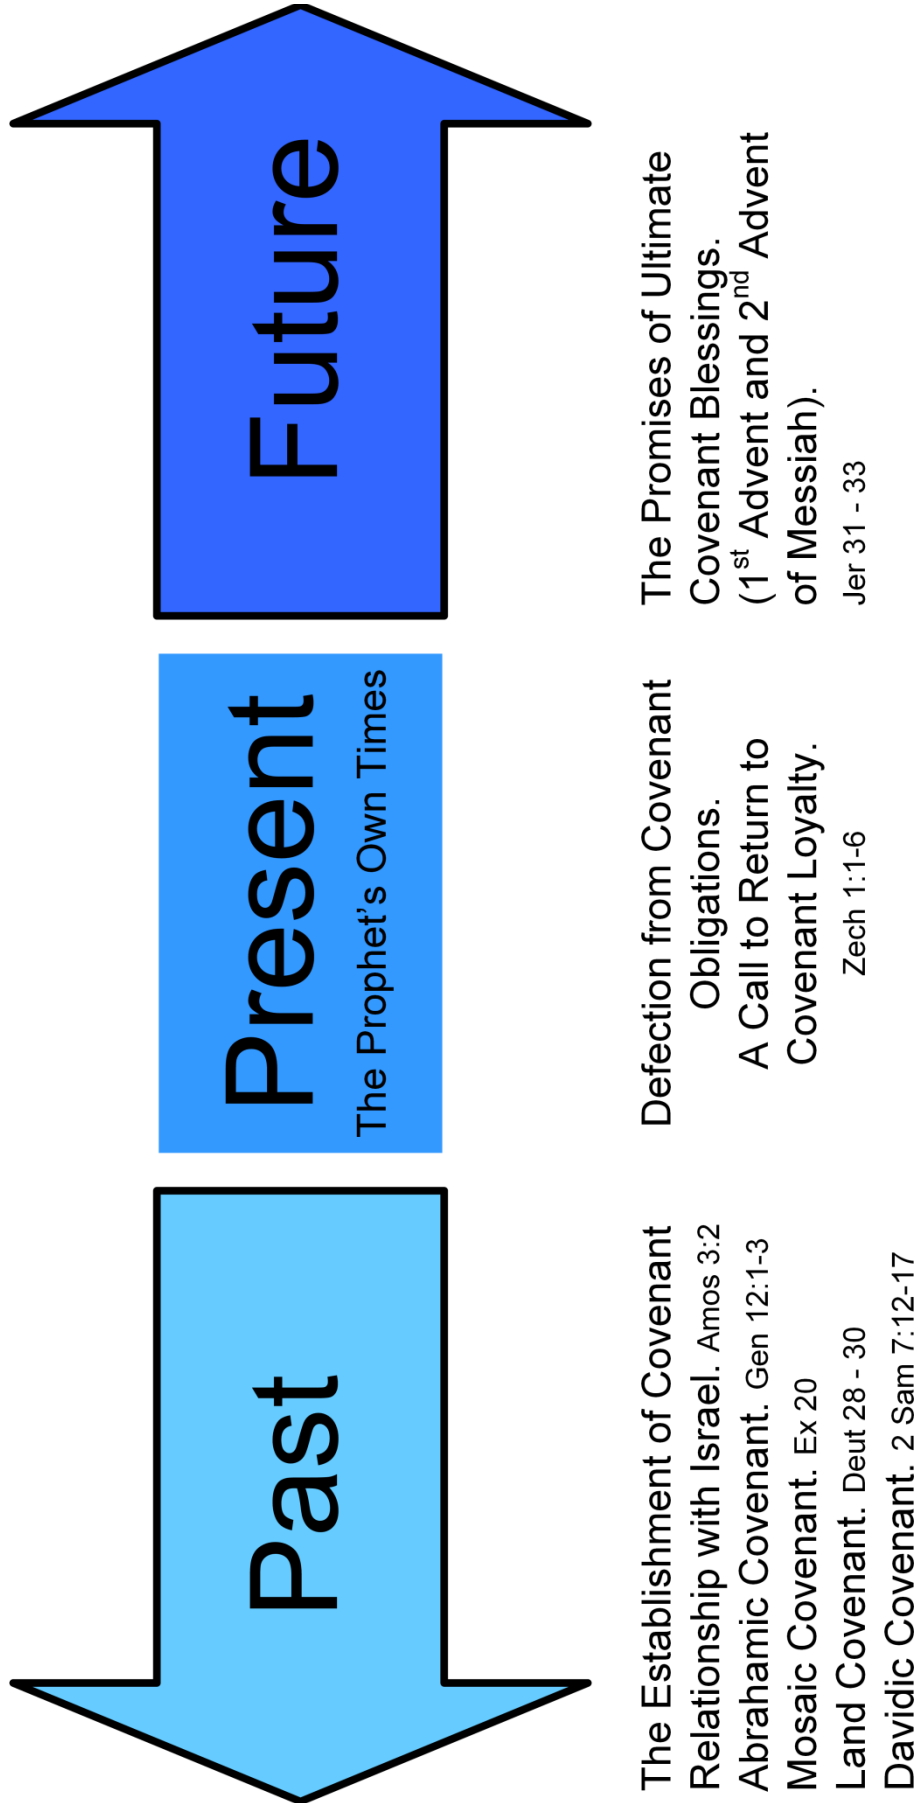 Past
The Establishment of Covenant
Relationship with Israel. Amos 3:2
Abrahamic Covenant. Gen 12:1-3
Mosaic Covenant. Ex 20
Land Covenant. Deut 28 - 30
Davidic Covenant. 2 Sam 7:12-17
Present
The Prophet's Own Times
Defection from Covenant
Obligations.
A Call to Return to
Covenant Loyalty.
Zech 1:1-6
Future
The Promises of Ultimate
Covenant Blessings.
(1st Advent and 2nd Advent
of Messiah).
Jer 31 - 33